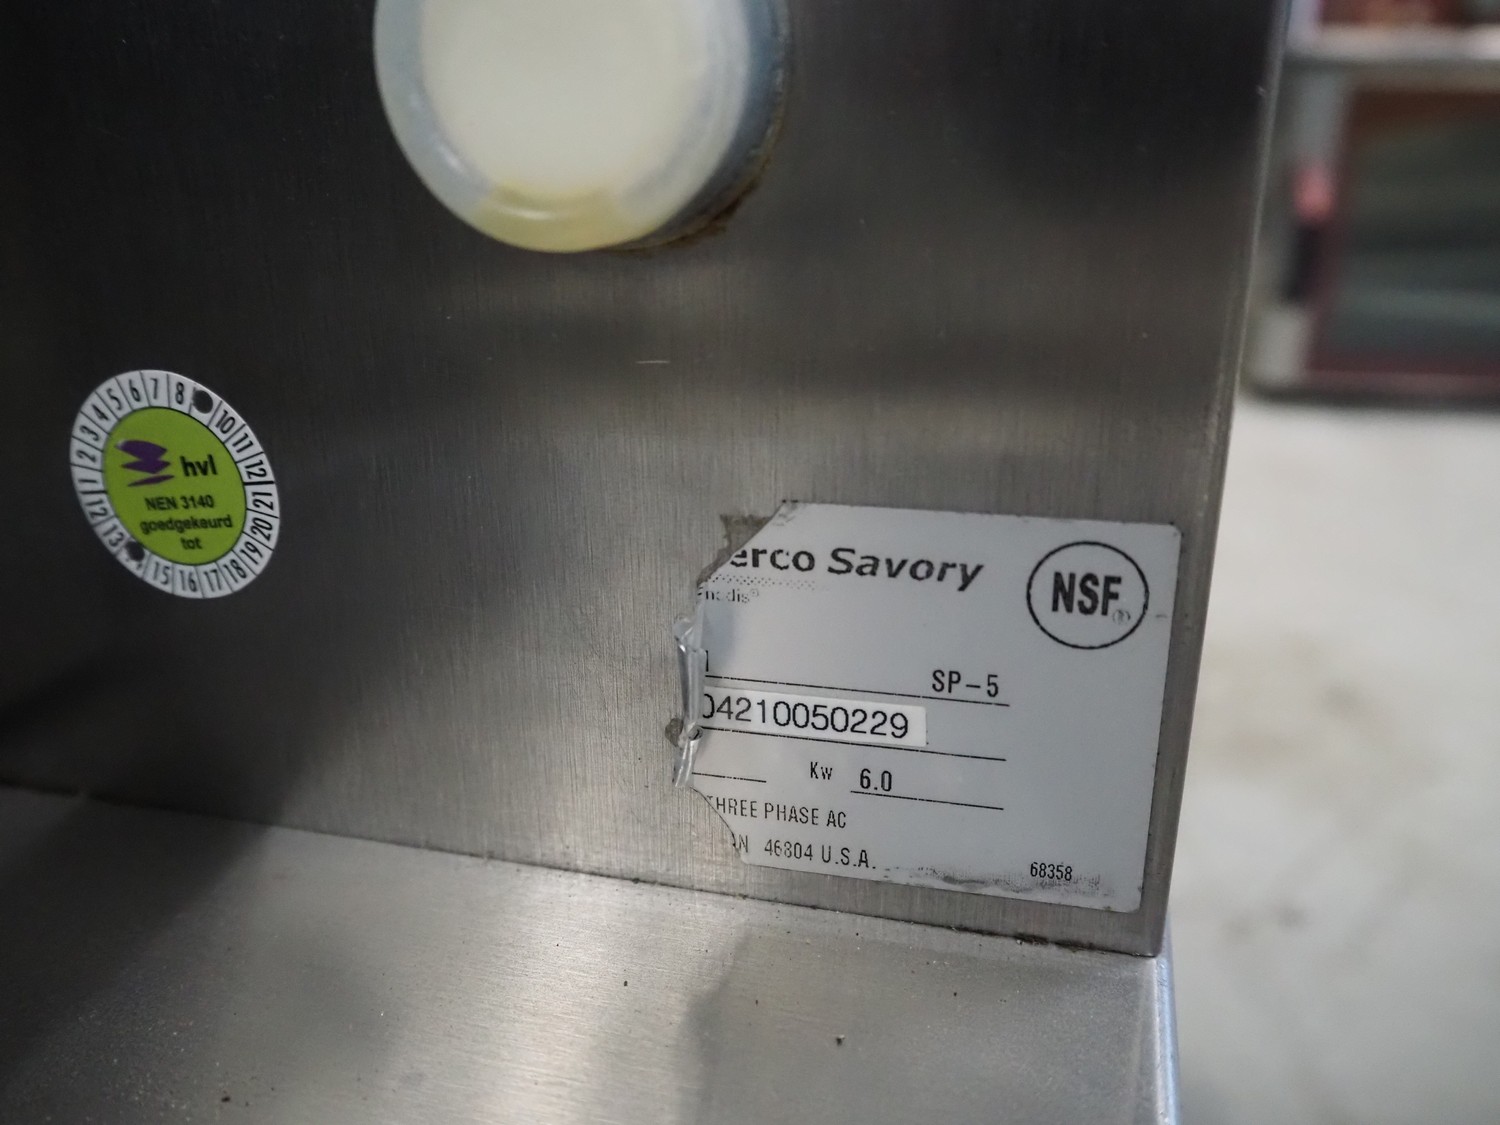 1 2 3 4 5 6 7 8 10 11 12
21 20 19 18 17 16 15 13 12
hvl
NEN 3140
goedgekeurd
tot
erco Savory
NSF®
SP-5
04210050229
Kw 6.0
THREE PHASE AC
46804 U.S.A.
68358